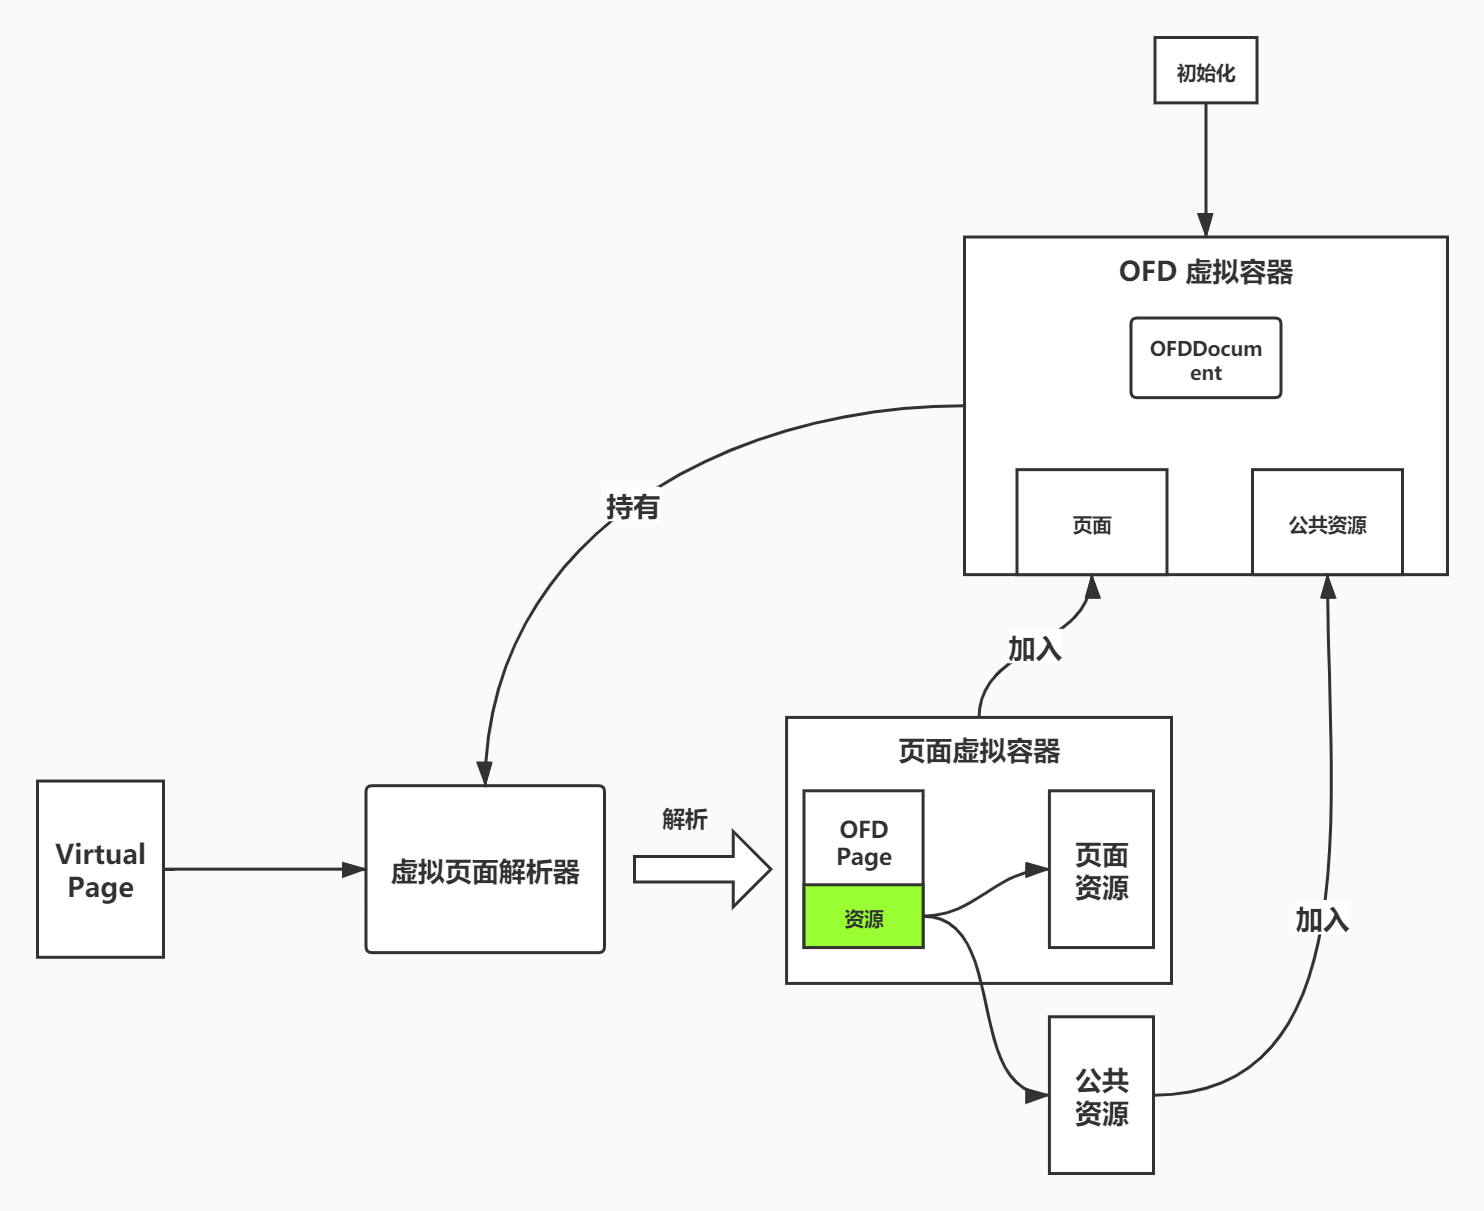 初始化
OFD 虚拟容器
OFDDocum
ent
页面
公共资源
持有
加入
页面虚拟容器
Virtual
Page
虚拟页面解析器
解析
OFD
Page
资源
页面
资源
加入
公共
资源